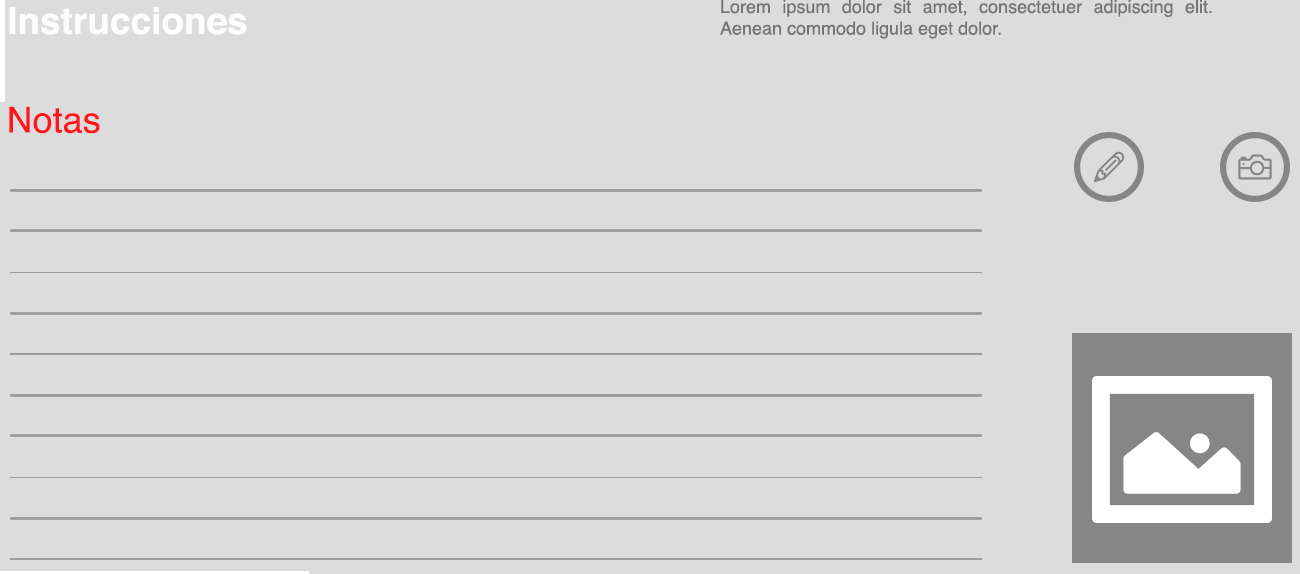 Instrucciones
Lorem ipsum dolor sit amet, consectetuer adipiscing elit.
Aenean commodo ligula eget dolor.
Notas